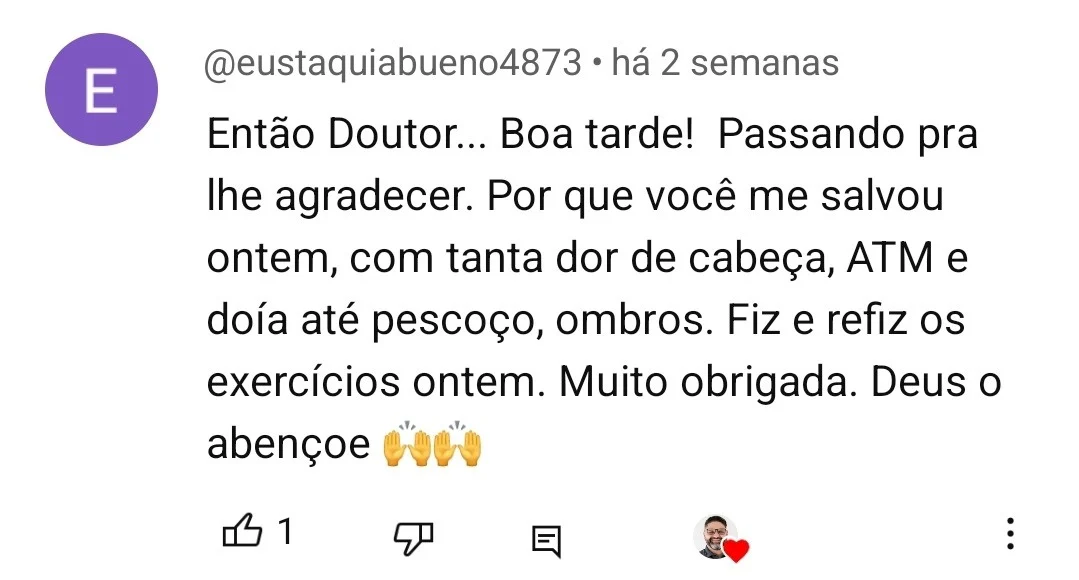 E
@eustaquiabueno4873 • há 2 semanas
Então Doutor... Boa tarde!  Passando pra
lhe agradecer. Por que você me salvou
ontem, com tanta dor de cabeça, ATM e
doía até pescoço, ombros. Fiz e refiz os
exercícios ontem. Muito obrigada. Deus o
abençoe 🙌🙌
1